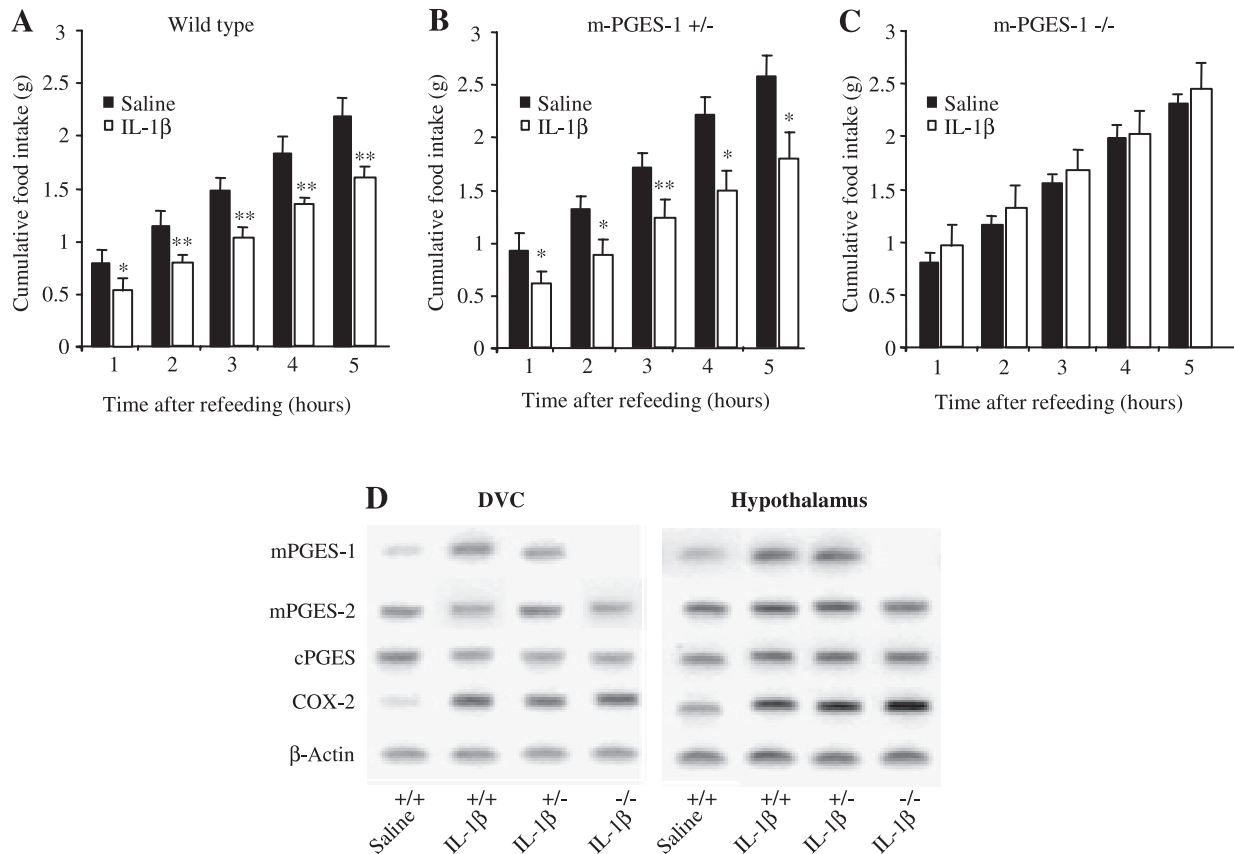 A
Wild type
Cumulative food intake (g)
3
2.5
2
1.5
1
0.5
0
Saline
IL-1β
*
**
**
**
**
1 2 3 4 5
Time after refeeding (hours)
B
m-PGES-1 +/-
Cumulative food intake (g)
3
2.5
2
1.5
1
0.5
0
Saline
IL-1β
*
*
**
*
*
1 2 3 4 5
Time after refeeding (hours)
C
m-PGES-1 -/-
Cumulative food intake (g)
3
2.5
2
1.5
1
0.5
0
Saline
IL-1β
1 2 3 4 5
Time after refeeding (hours)
D
DVC
Hypothalamus
mPGES-1
mPGES-2
cPGES
COX-2
β-Actin
+/+ +/+ +/- -/-
Saline IL-1β IL-1β IL-1β
+/+ +/+ +/- -/-
Saline IL-1β IL-1β IL-1β